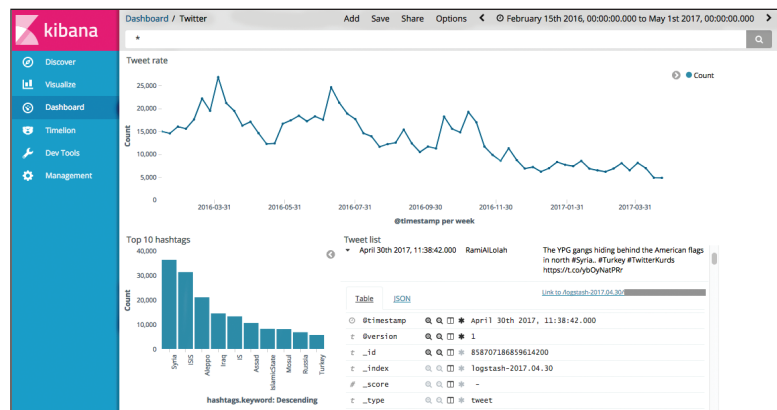 kibana
Dashboard / Twitter
Add Save Share Options February 15th 2016, 00:00:00.000 to May 1st 2017, 00:00:00.000
*
Discover
Visualize
Dashboard
Timelion
Dev Tools
Management
Tweet rate
Count
25,000
20,000
15,000
10,000
5,000
0
Count
2016-03-31 2016-05-31 2016-07-31 2016-09-30 2016-11-30 2017-01-31 2017-03-31
@timestamp per week
Top 10 hashtags
40,000
30,000
20,000
10,000
0
Count
Syria ISIS Aleppo Iraq IS Assad IslamicState Mosul Russia Turkey
hashtags.keyword: Descending
Tweet list
April 30th 2017, 11:38:42.000 RamiAlLolah The YPG gangs hiding behind the American flags
in north #Syria.. #Turkey #TwitterKurds
https://t.co/ybOyNatPRr
Table JSON Link to /logstash-2017.04.30/
@timestamp April 30th 2017, 11:38:42.000
t @version 1
t _id 858707186859614200
t _index logstash-2017.04.30
# _score -
t _type tweet